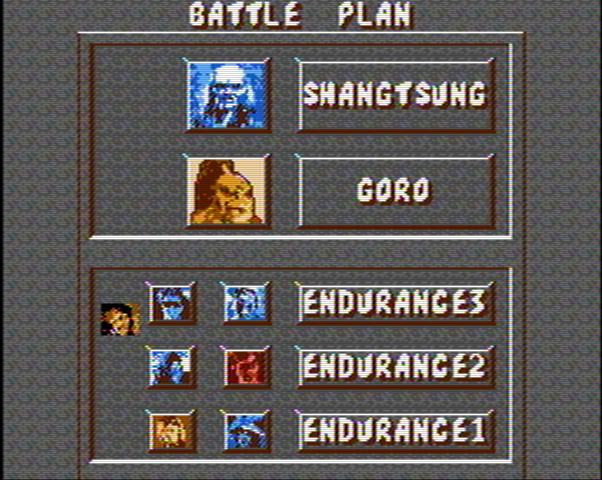 BATTLE PLAN
SHANGTSUNG
GORO
ENDURANCE3
ENDURANCE2
ENDURANCE1